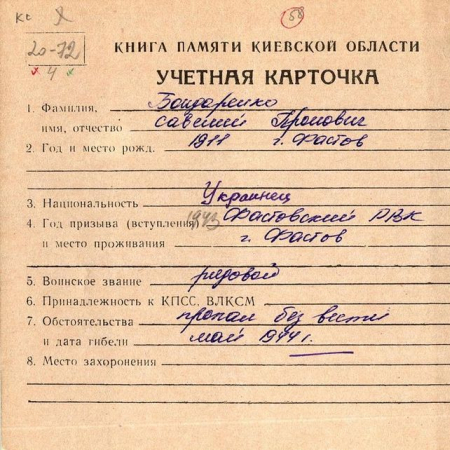 58
20-72
4
КНИГА ПАМЯТИ КИЕВСКОЙ ОБЛАСТИ
УЧЕТНАЯ КАРТОЧКА
1. Фамилия, Бондаренко
имя, отчество Савелий
2. Год и место рожд. 1911 г. Фастов
3. Национальность Украинец
4. Год призыва (вступления) 1943 Фастовский РВК
и место проживания г. Фастов
5. Воинское звание рядовой
6. Принадлежность к КПСС. ВЛКСМ
7. Обстоятельства пропал без вести
и дата гибели май 1944 г.
8. Место захоронения